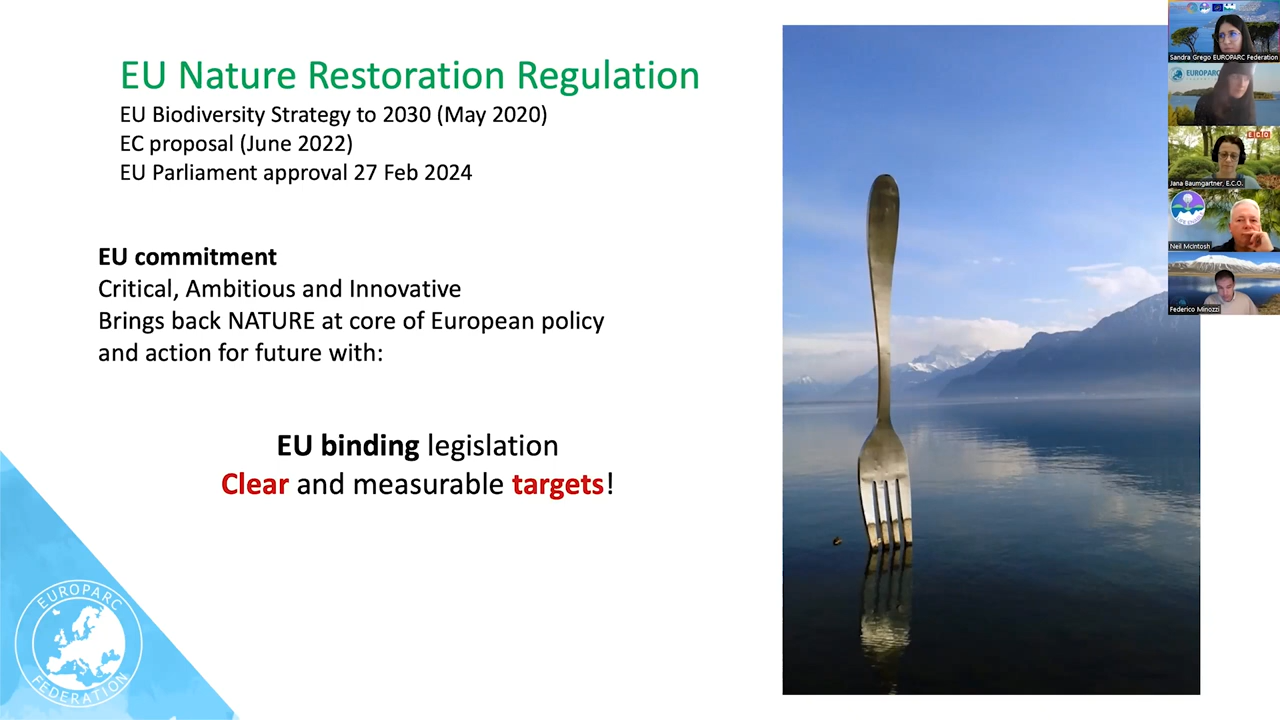 EU Nature Restoration Regulation
EU Biodiversity Strategy to 2030 (May 2020)
EC proposal (June 2022)
EU Parliament approval 27 Feb 2024
EU commitment
Critical, Ambitious and Innovative
Brings back NATURE at core of European policy
and action for future with:
EU binding legislation
Clear and measurable targets!
EUROPARC
FEDERATION
Sandra Grego EUROPARC Federation
EUROPARC
E.C.O
Jana Baumgartner, E.C.O.
Neil McIntosh
Federico Minozzi